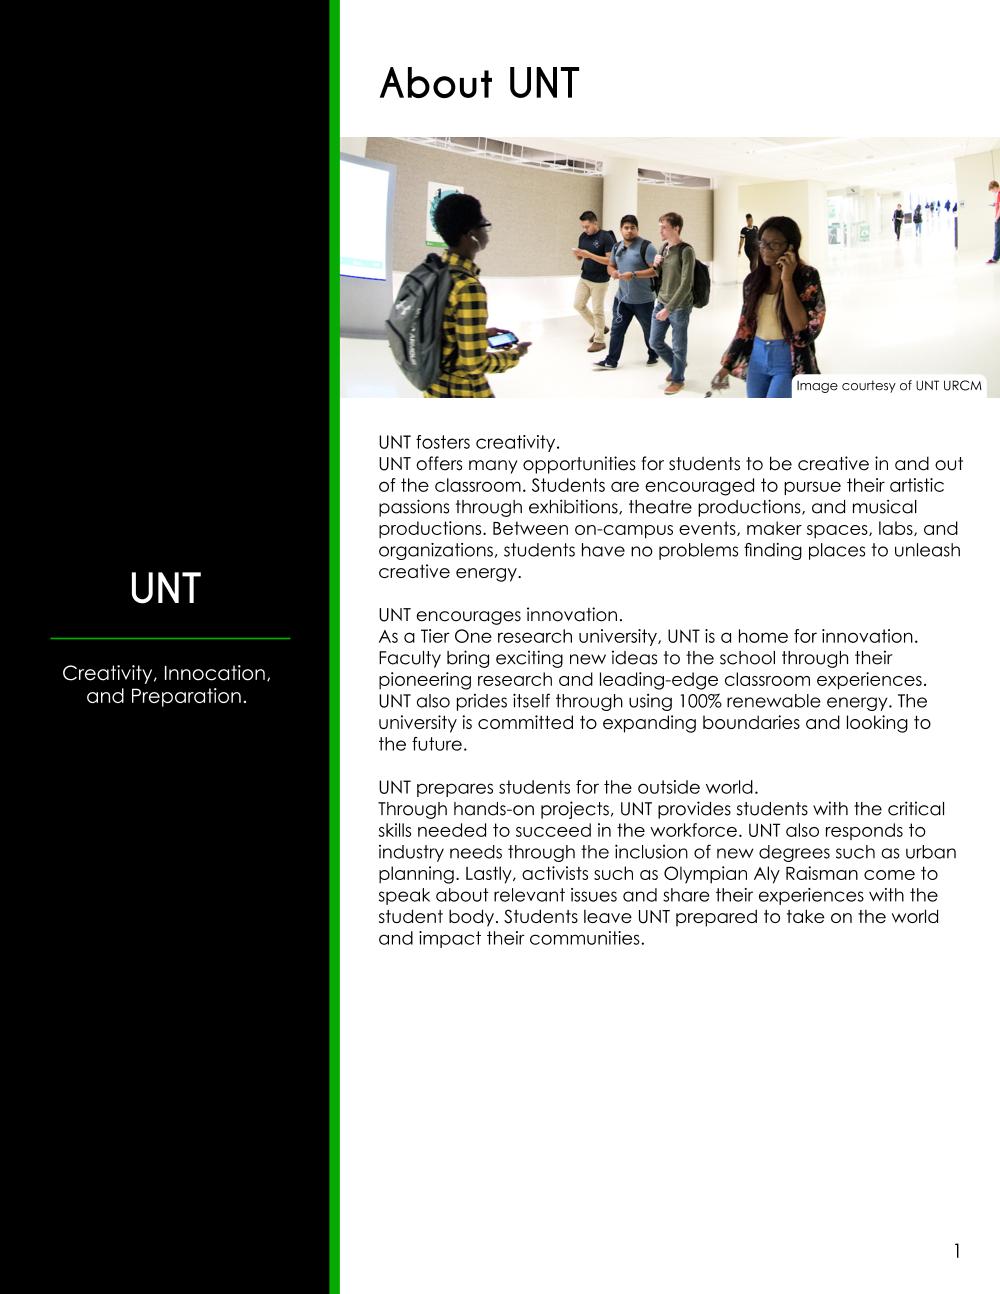 About UNT
Image courtesy of UNT URCM
UNT
Creativity, Innocation,
and Preparation.
UNT fosters creativity.
UNT offers many opportunities for students to be creative in and out
of the classroom. Students are encouraged to pursue their artistic
passions through exhibitions, theatre productions, and musical
productions. Between on-campus events, maker spaces, labs, and
organizations, students have no problems finding places to unleash
creative energy.
UNT encourages innovation.
As a Tier One research university, UNT is a home for innovation.
Faculty bring exciting new ideas to the school through their
pioneering research and leading-edge classroom experiences.
UNT also prides itself through using 100% renewable energy. The
university is committed to expanding boundaries and looking to
the future.
UNT prepares students for the outside world.
Through hands-on projects, UNT provides students with the critical
skills needed to succeed in the workforce. UNT also responds to
industry needs through the inclusion of new degrees such as urban
planning. Lastly, activists such as Olympian Aly Raisman come to
speak about relevant issues and share their experiences with the
student body. Students leave UNT prepared to take on the world
and impact their communities.
1